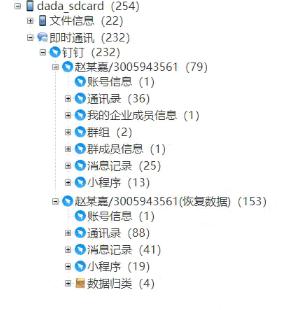 dada_sdcard (254)
文件信息 (22)
即时通讯 (232)
钉钉 (232)
赵某嘉/3005943561 (79)
账号信息 (1)
通讯录 (36)
我的企业成员信息 (1)
群组 (2)
群成员信息 (1)
消息记录 (25)
小程序 (13)
赵某嘉/3005943561(恢复数据) (153)
账号信息 (1)
通讯录 (88)
消息记录 (41)
小程序 (19)
数据归类 (4)